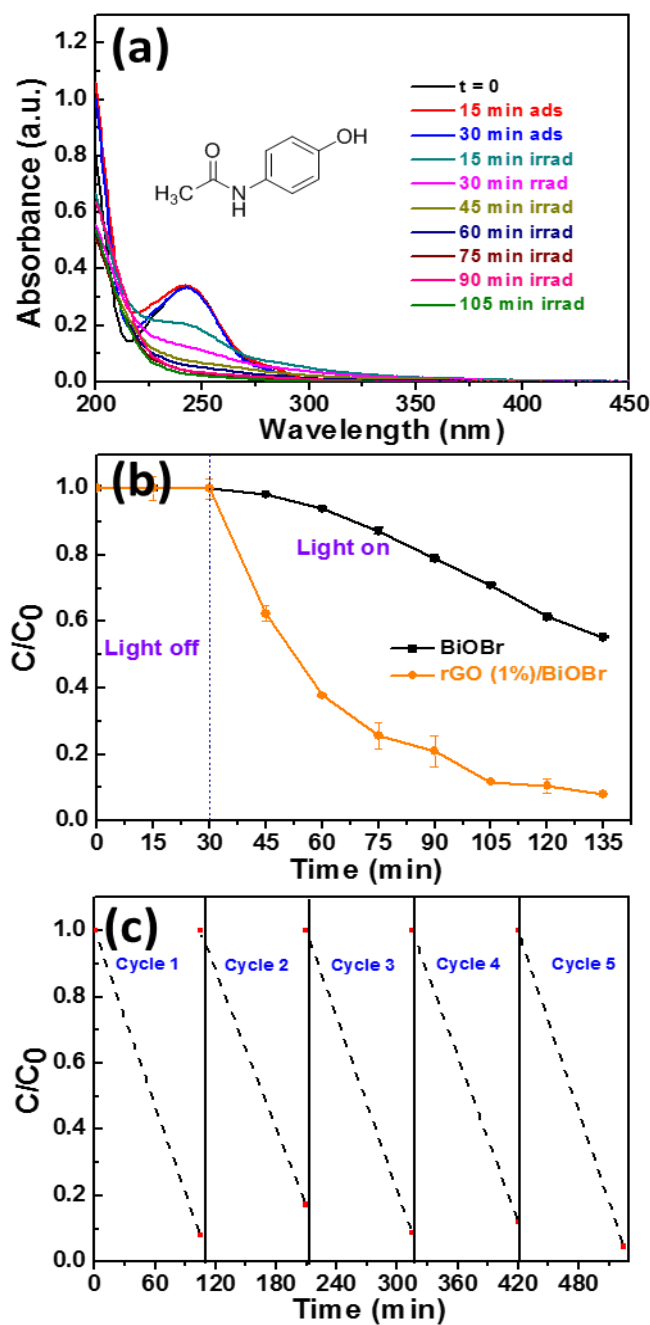 (a)
1.2
1.0
0.8
0.6
0.4
0.2
0.0
Absorbance (a.u.)
t = 0
15 min ads
30 min ads
15 min irrad
30 min rrad
45 min irrad
60 min irrad
75 min irrad
90 min irrad
105 min irrad
O
OH
H3C
N
H
200
250
300
350
400
450
Wavelength (nm)
(b)
1.0
0.8
0.6
0.4
0.2
0.0
C/C0
Light on
Light off
BiOBr
rGO (1%)/BiOBr
0
15
30
45
60
75
90
105
120
135
Time (min)
(c)
1.0
0.8
0.6
0.4
0.2
0.0
C/C0
Cycle 1
Cycle 2
Cycle 3
Cycle 4
Cycle 5
0
60
120
180
240
300
360
420
480
Time (min)